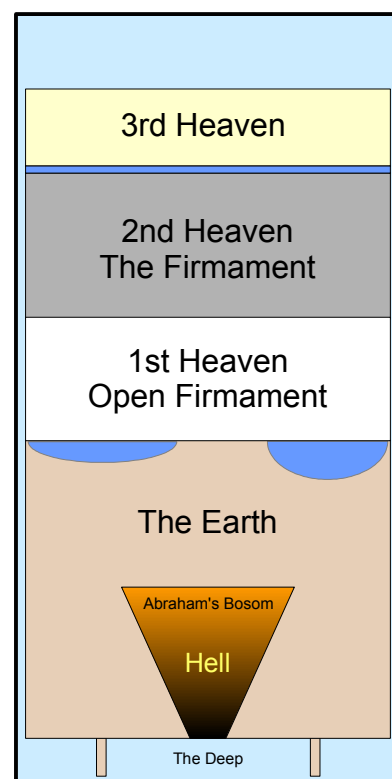 3rd Heaven
2nd Heaven
The Firmament
1st Heaven
Open Firmament
The Earth
Abraham's Bosom
Hell
The Deep